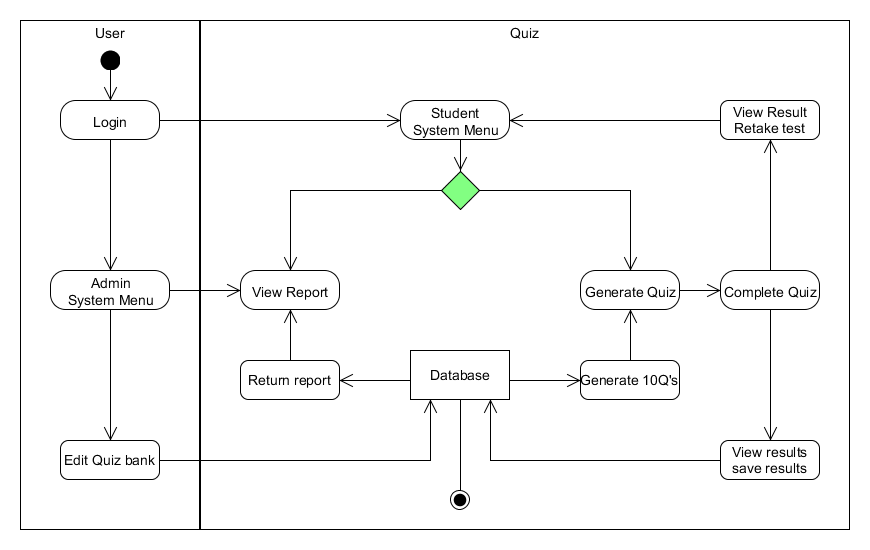 User
Quiz
Login
Student
System Menu
View Result
Retake test
Admin
System Menu
View Report
Generate Quiz
Complete Quiz
Return report
Database
Generate 10Q's
Edit Quiz bank
View results
save results